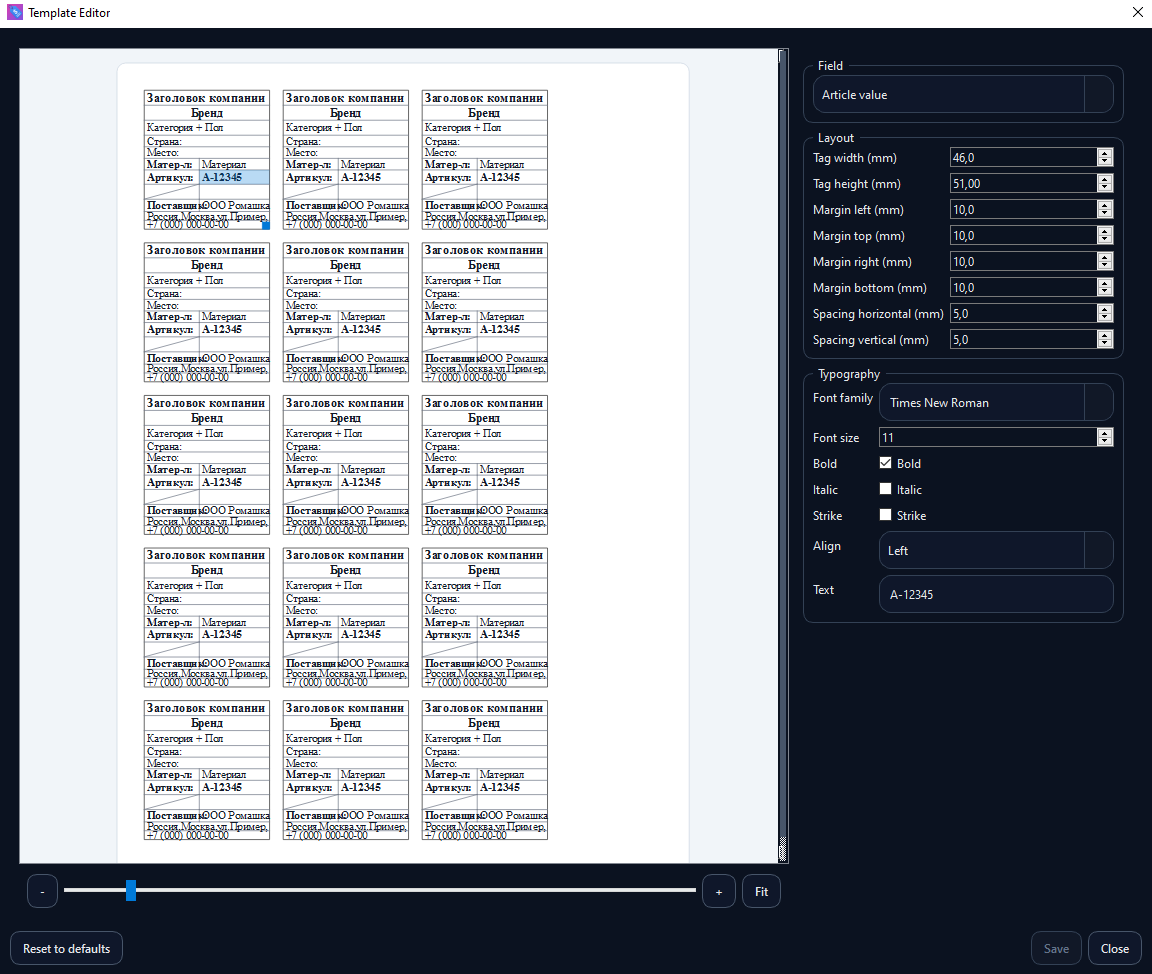 Template Editor
Заголовок компании Заголовок компании Заголовок компании
Бренд Бренд Бренд
Категория + Пол Категория + Пол Категория + Пол
Страна: Страна: Страна:
Место: Место: Место:
Матер-л: Материал Матер-л: Материал Матер-л: Материал
Артикул: A-12345 Артикул: A-12345 Артикул: A-12345
Поставщик: ООО Ромашка Поставщик: ООО Ромашка Поставщик: ООО Ромашка
Россия,Москва,ул.Пример, Россия,Москва,ул.Пример, Россия,Москва,ул.Пример,
+7 (000) 000-00-00 +7 (000) 000-00-00 +7 (000) 000-00-00
Заголовок компании Заголовок компании Заголовок компании
Бренд Бренд Бренд
Категория + Пол Категория + Пол Категория + Пол
Страна: Страна: Страна:
Место: Место: Место:
Матер-л: Материал Матер-л: Материал Матер-л: Материал
Артикул: A-12345 Артикул: A-12345 Артикул: A-12345
Поставщик: ООО Ромашка Поставщик: ООО Ромашка Поставщик: ООО Ромашка
Россия,Москва,ул.Пример, Россия,Москва,ул.Пример, Россия,Москва,ул.Пример,
+7 (000) 000-00-00 +7 (000) 000-00-00 +7 (000) 000-00-00
Заголовок компании Заголовок компании Заголовок компании
Бренд Бренд Бренд
Категория + Пол Категория + Пол Категория + Пол
Страна: Страна: Страна:
Место: Место: Место:
Матер-л: Материал Матер-л: Материал Матер-л: Материал
Артикул: A-12345 Артикул: A-12345 Артикул: A-12345
Поставщик: ООО Ромашка Поставщик: ООО Ромашка Поставщик: ООО Ромашка
Россия,Москва,ул.Пример, Россия,Москва,ул.Пример, Россия,Москва,ул.Пример,
+7 (000) 000-00-00 +7 (000) 000-00-00 +7 (000) 000-00-00
Заголовок компании Заголовок компании Заголовок компании
Бренд Бренд Бренд
Категория + Пол Категория + Пол Категория + Пол
Страна: Страна: Страна:
Место: Место: Место:
Матер-л: Материал Матер-л: Материал Матер-л: Материал
Артикул: A-12345 Артикул: A-12345 Артикул: A-12345
Поставщик: ООО Ромашка Поставщик: ООО Ромашка Поставщик: ООО Ромашка
Россия,Москва,ул.Пример, Россия,Москва,ул.Пример, Россия,Москва,ул.Пример,
+7 (000) 000-00-00 +7 (000) 000-00-00 +7 (000) 000-00-00
Заголовок компании Заголовок компании Заголовок компании
Бренд Бренд Бренд
Категория + Пол Категория + Пол Категория + Пол
Страна: Страна: Страна:
Место: Место: Место:
Матер-л: Материал Матер-л: Материал Матер-л: Материал
Артикул: A-12345 Артикул: A-12345 Артикул: A-12345
Поставщик: ООО Ромашка Поставщик: ООО Ромашка Поставщик: ООО Ромашка
Россия,Москва,ул.Пример, Россия,Москва,ул.Пример, Россия,Москва,ул.Пример,
+7 (000) 000-00-00 +7 (000) 000-00-00 +7 (000) 000-00-00
- + Fit
Field
Article value
Layout
Tag width (mm) 46,0
Tag height (mm) 51,00
Margin left (mm) 10,0
Margin top (mm) 10,0
Margin right (mm) 10,0
Margin bottom (mm) 10,0
Spacing horizontal (mm) 5,0
Spacing vertical (mm) 5,0
Typography
Font family Times New Roman
Font size 11
Bold Bold
Italic Italic
Strike Strike
Align Left
Text A-12345
Reset to defaults Save Close